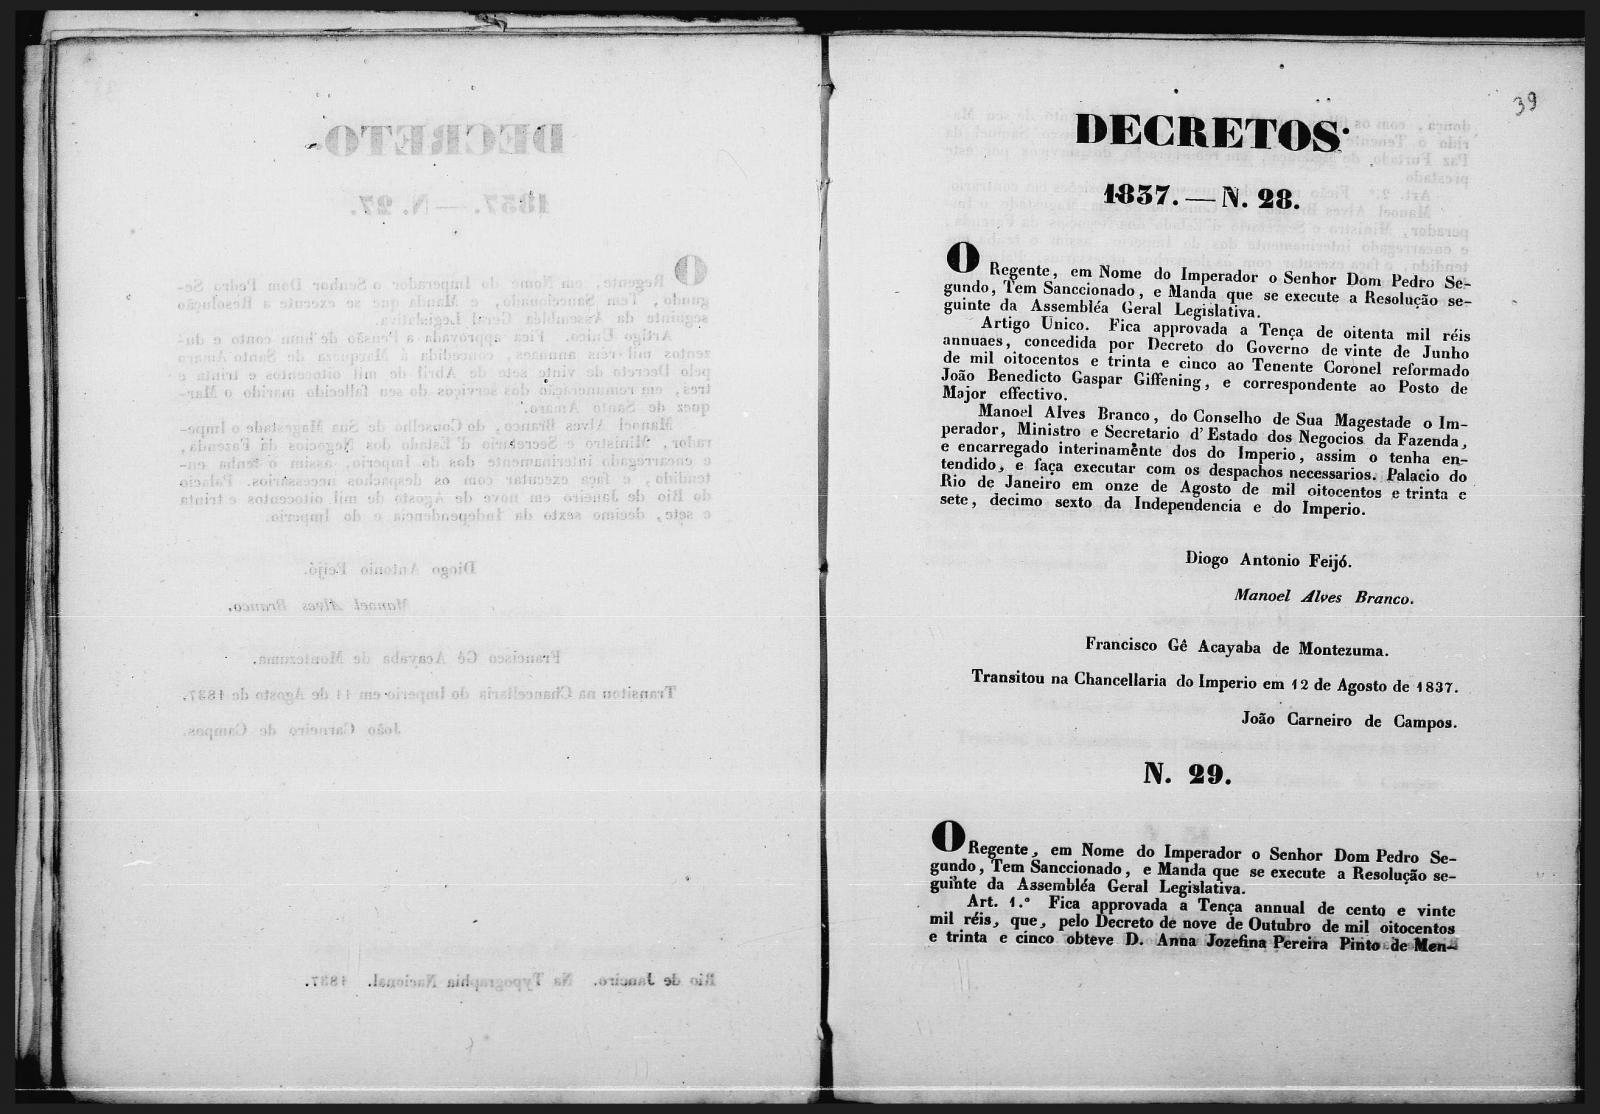 39
DECRETOS.
1837. — N. 28.
O Regente, em Nome do Imperador o Senhor Dom Pedro Se-
gundo, Tem Sanccionado, e Manda que se execute a Resolução se-
guinte da Assembléa Geral Legislativa.
Artigo Unico. Fica approvada a Tença de oitenta mil réis
annuaes, concedida por Decreto do Governo de vinte de Junho
de mil oitocentos e trinta e cinco ao Tenente Coronel reformado
João Benedicto Gaspar Giffening, e correspondente ao Posto de
Major effectivo.
Manoel Alves Branco, do Conselho de Sua Magestade o Im-
perador, Ministro e Secretario d'Estado dos Negocios da Fazenda,
e encarregado interinamente dos do Imperio, assim o tenha en-
tendido, e faça executar com os despachos necessarios. Palacio do
Rio de Janeiro em onze de Agosto de mil oitocentos e trinta e
sete, decimo sexto da Independencia e do Imperio.
Diogo Antonio Feijó.
Manoel Alves Branco.
Francisco Gê Acayaba de Montezuma.
Transitou na Chancellaria do Imperio em 12 de Agosto de 1837.
João Carneiro de Campos.
N. 29.
O Regente, em Nome do Imperador o Senhor Dom Pedro Se-
gundo, Tem Sanccionado, e Manda que se execute a Resolução se-
guinte da Assembléa Geral Legislativa.
Art. 1.º Fica approvada a Tença annual de cento e vinte
mil réis, que, pelo Decreto de nove de Outubro de mil oitocentos
e trinta e cinco obteve D. Anna Jozefina Pereira Pinto de Men-